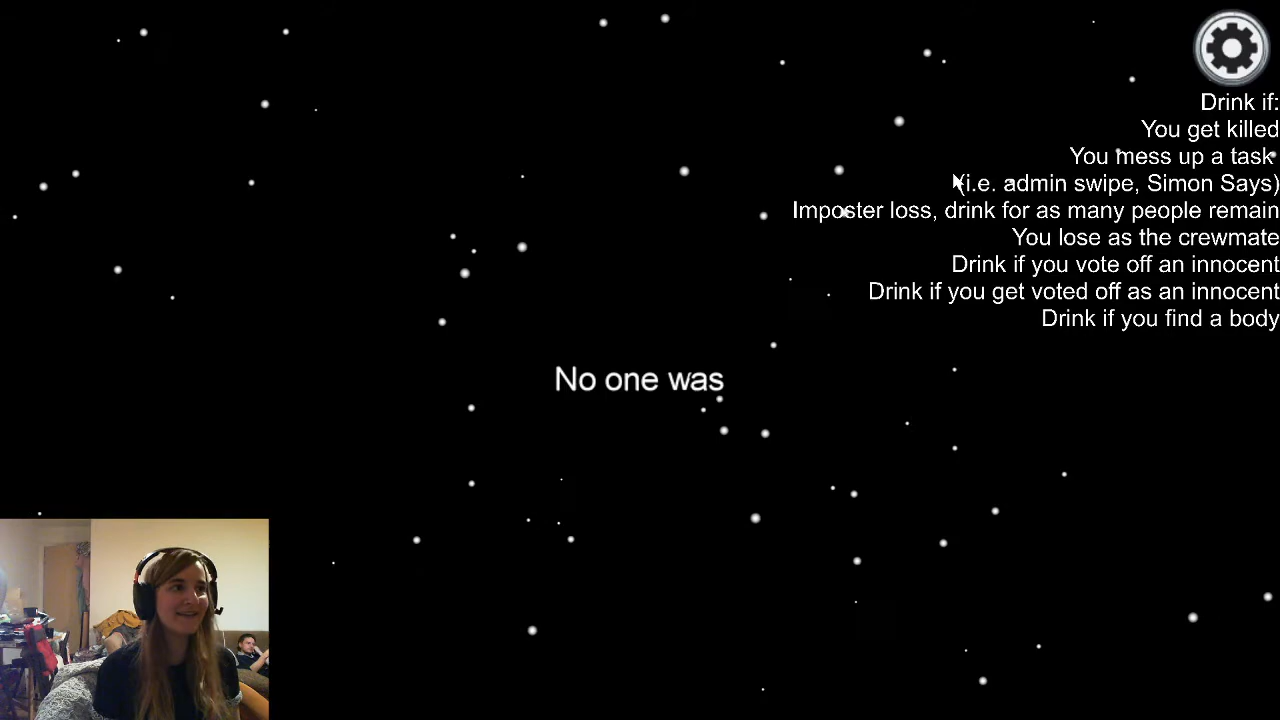 Drink if:
You get killed
You mess up a task
(i.e. admin swipe, Simon Says)
Imposter loss, drink for as many people remain
You lose as the crewmate
Drink if you vote off an innocent
Drink if you get voted off as an innocent
Drink if you find a body
No one was